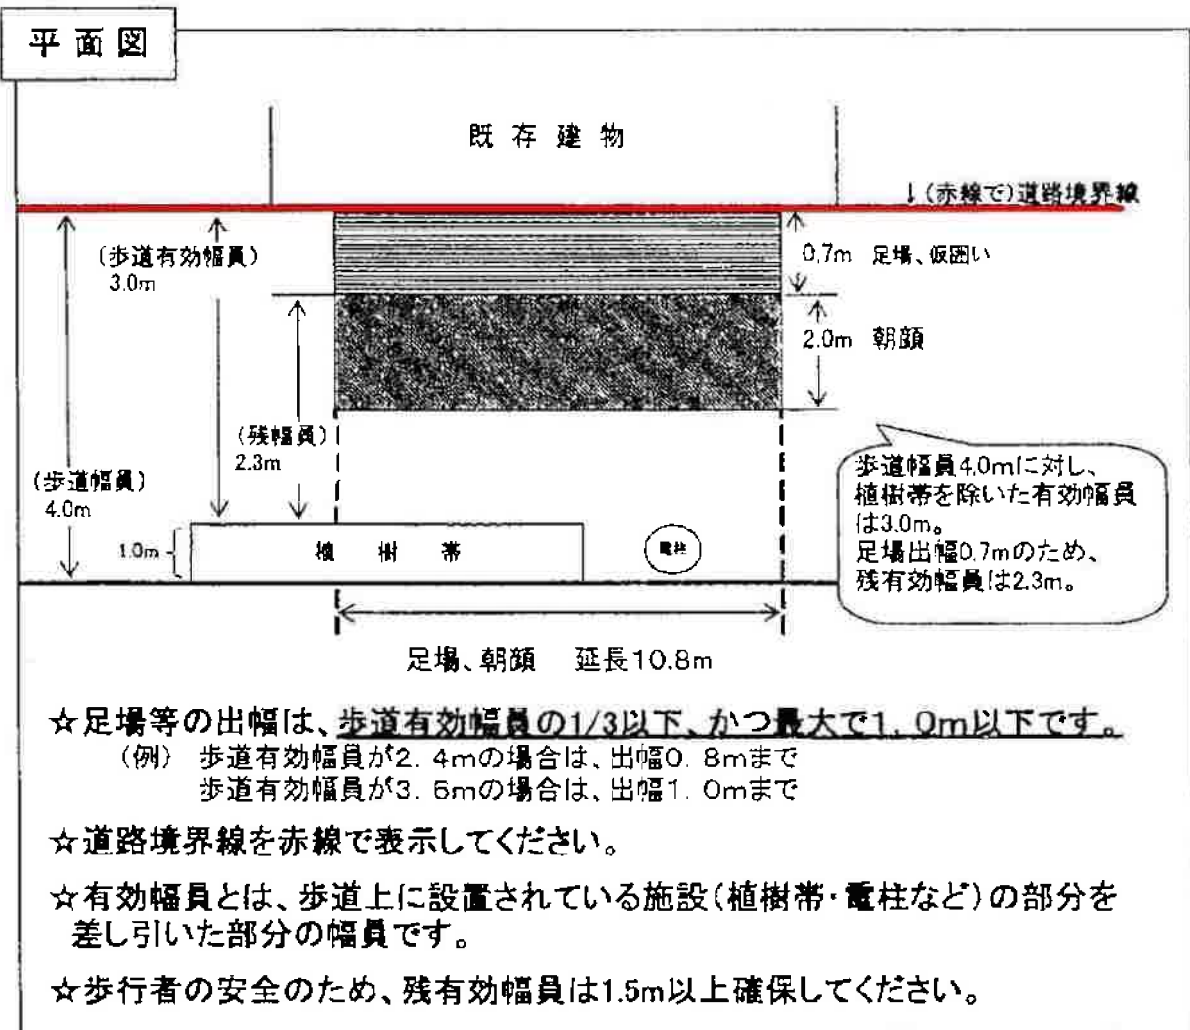 平面図
既存建物
↓(赤線で)道路境界線
(歩道有効幅員)
3.0m
0.7m 足場、仮囲い
2.0m 朝顔
(残幅員)
2.3m
(歩道幅員)
4.0m
1.0m
植樹帯
電柱
歩道幅員4.0mに対し、
植樹帯を除いた有効幅員
は3.0m。
足場出幅0.7mのため、
残有効幅員は2.3m。
足場、朝顔 延長10.8m
☆足場等の出幅は、歩道有効幅員の1/3以下、かつ最大で1.0m以下です。
(例) 歩道有効幅員が2.4mの場合は、出幅0.8mまで
歩道有効幅員が3.6mの場合は、出幅1.0mまで
☆道路境界線を赤線で表示してください。
☆有効幅員とは、歩道上に設置されている施設(植樹帯・電柱など)の部分を
差し引いた部分の幅員です。
☆歩行者の安全のため、残有効幅員は1.5m以上確保してください。